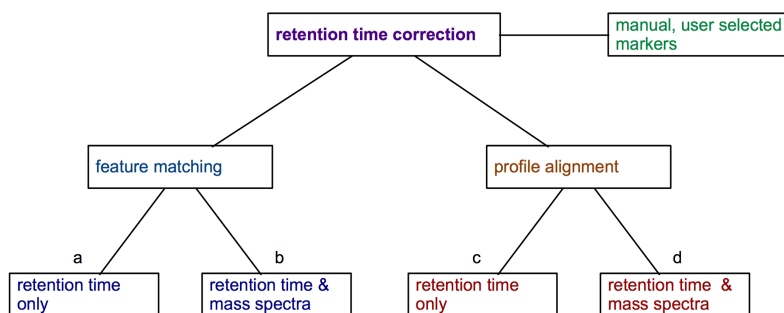 retention time correction
manual, user selected
markers
feature matching
profile alignment
a
b
c
d
retention time
only
retention time &
mass spectra
retention time
only
retention time &
mass spectra